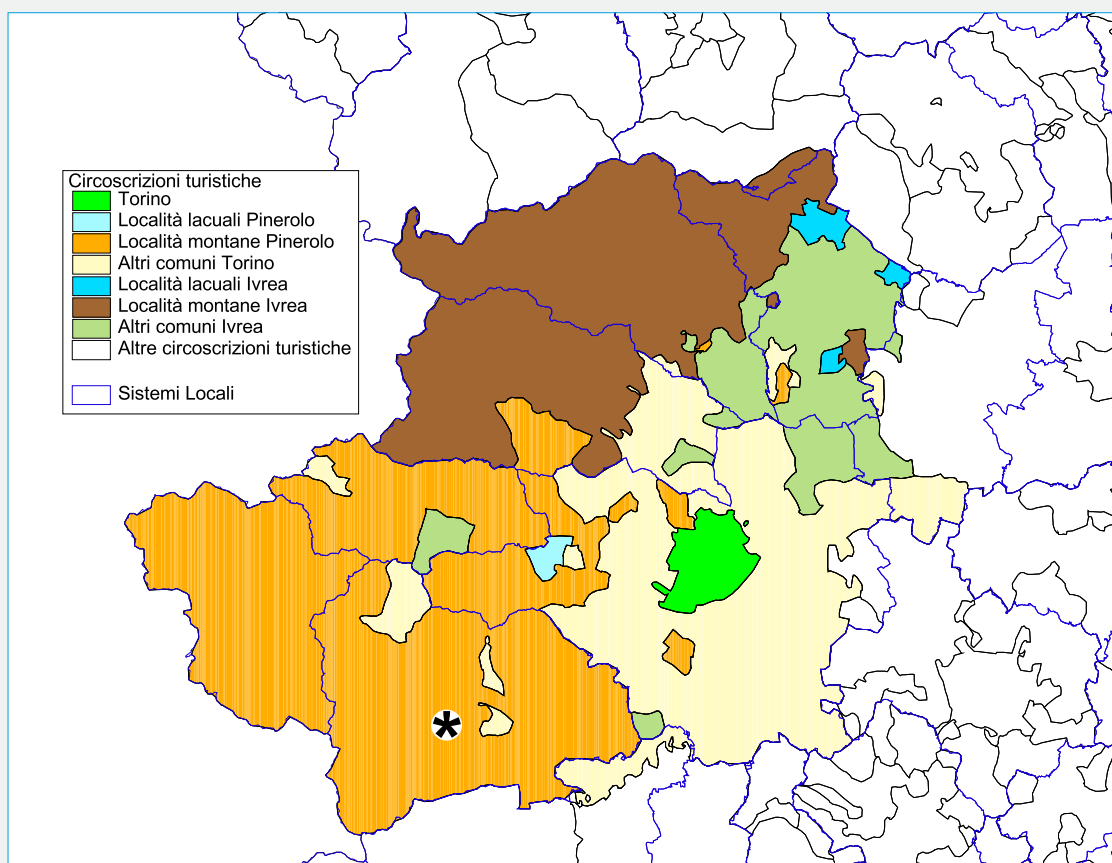 Circoscrizioni turistiche
Torino
Località lacuali Pinerolo
Località montane Pinerolo
Altri comuni Torino
Località lacuali Ivrea
Località montane Ivrea
Altri comuni Ivrea
Altre circoscrizioni turistiche
Sistemi Locali
*